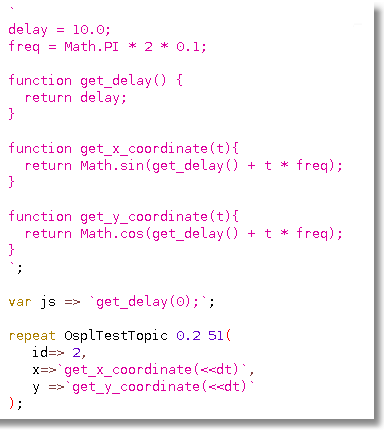 `
delay = 10.0;
freq = Math.PI * 2 * 0.1;

function get_delay() {
  return delay;
}

function get_x_coordinate(t){
  return Math.sin(get_delay() + t * freq);
}

function get_y_coordinate(t){
  return Math.cos(get_delay() + t * freq);
}
`;

var js => `get_delay(0);`;

repeat OsplTestTopic 0.2 51(
   id=> 2,
   x=>`get_x_coordinate(<<dt)`,
   y =>`get_y_coordinate(<<dt)`
);